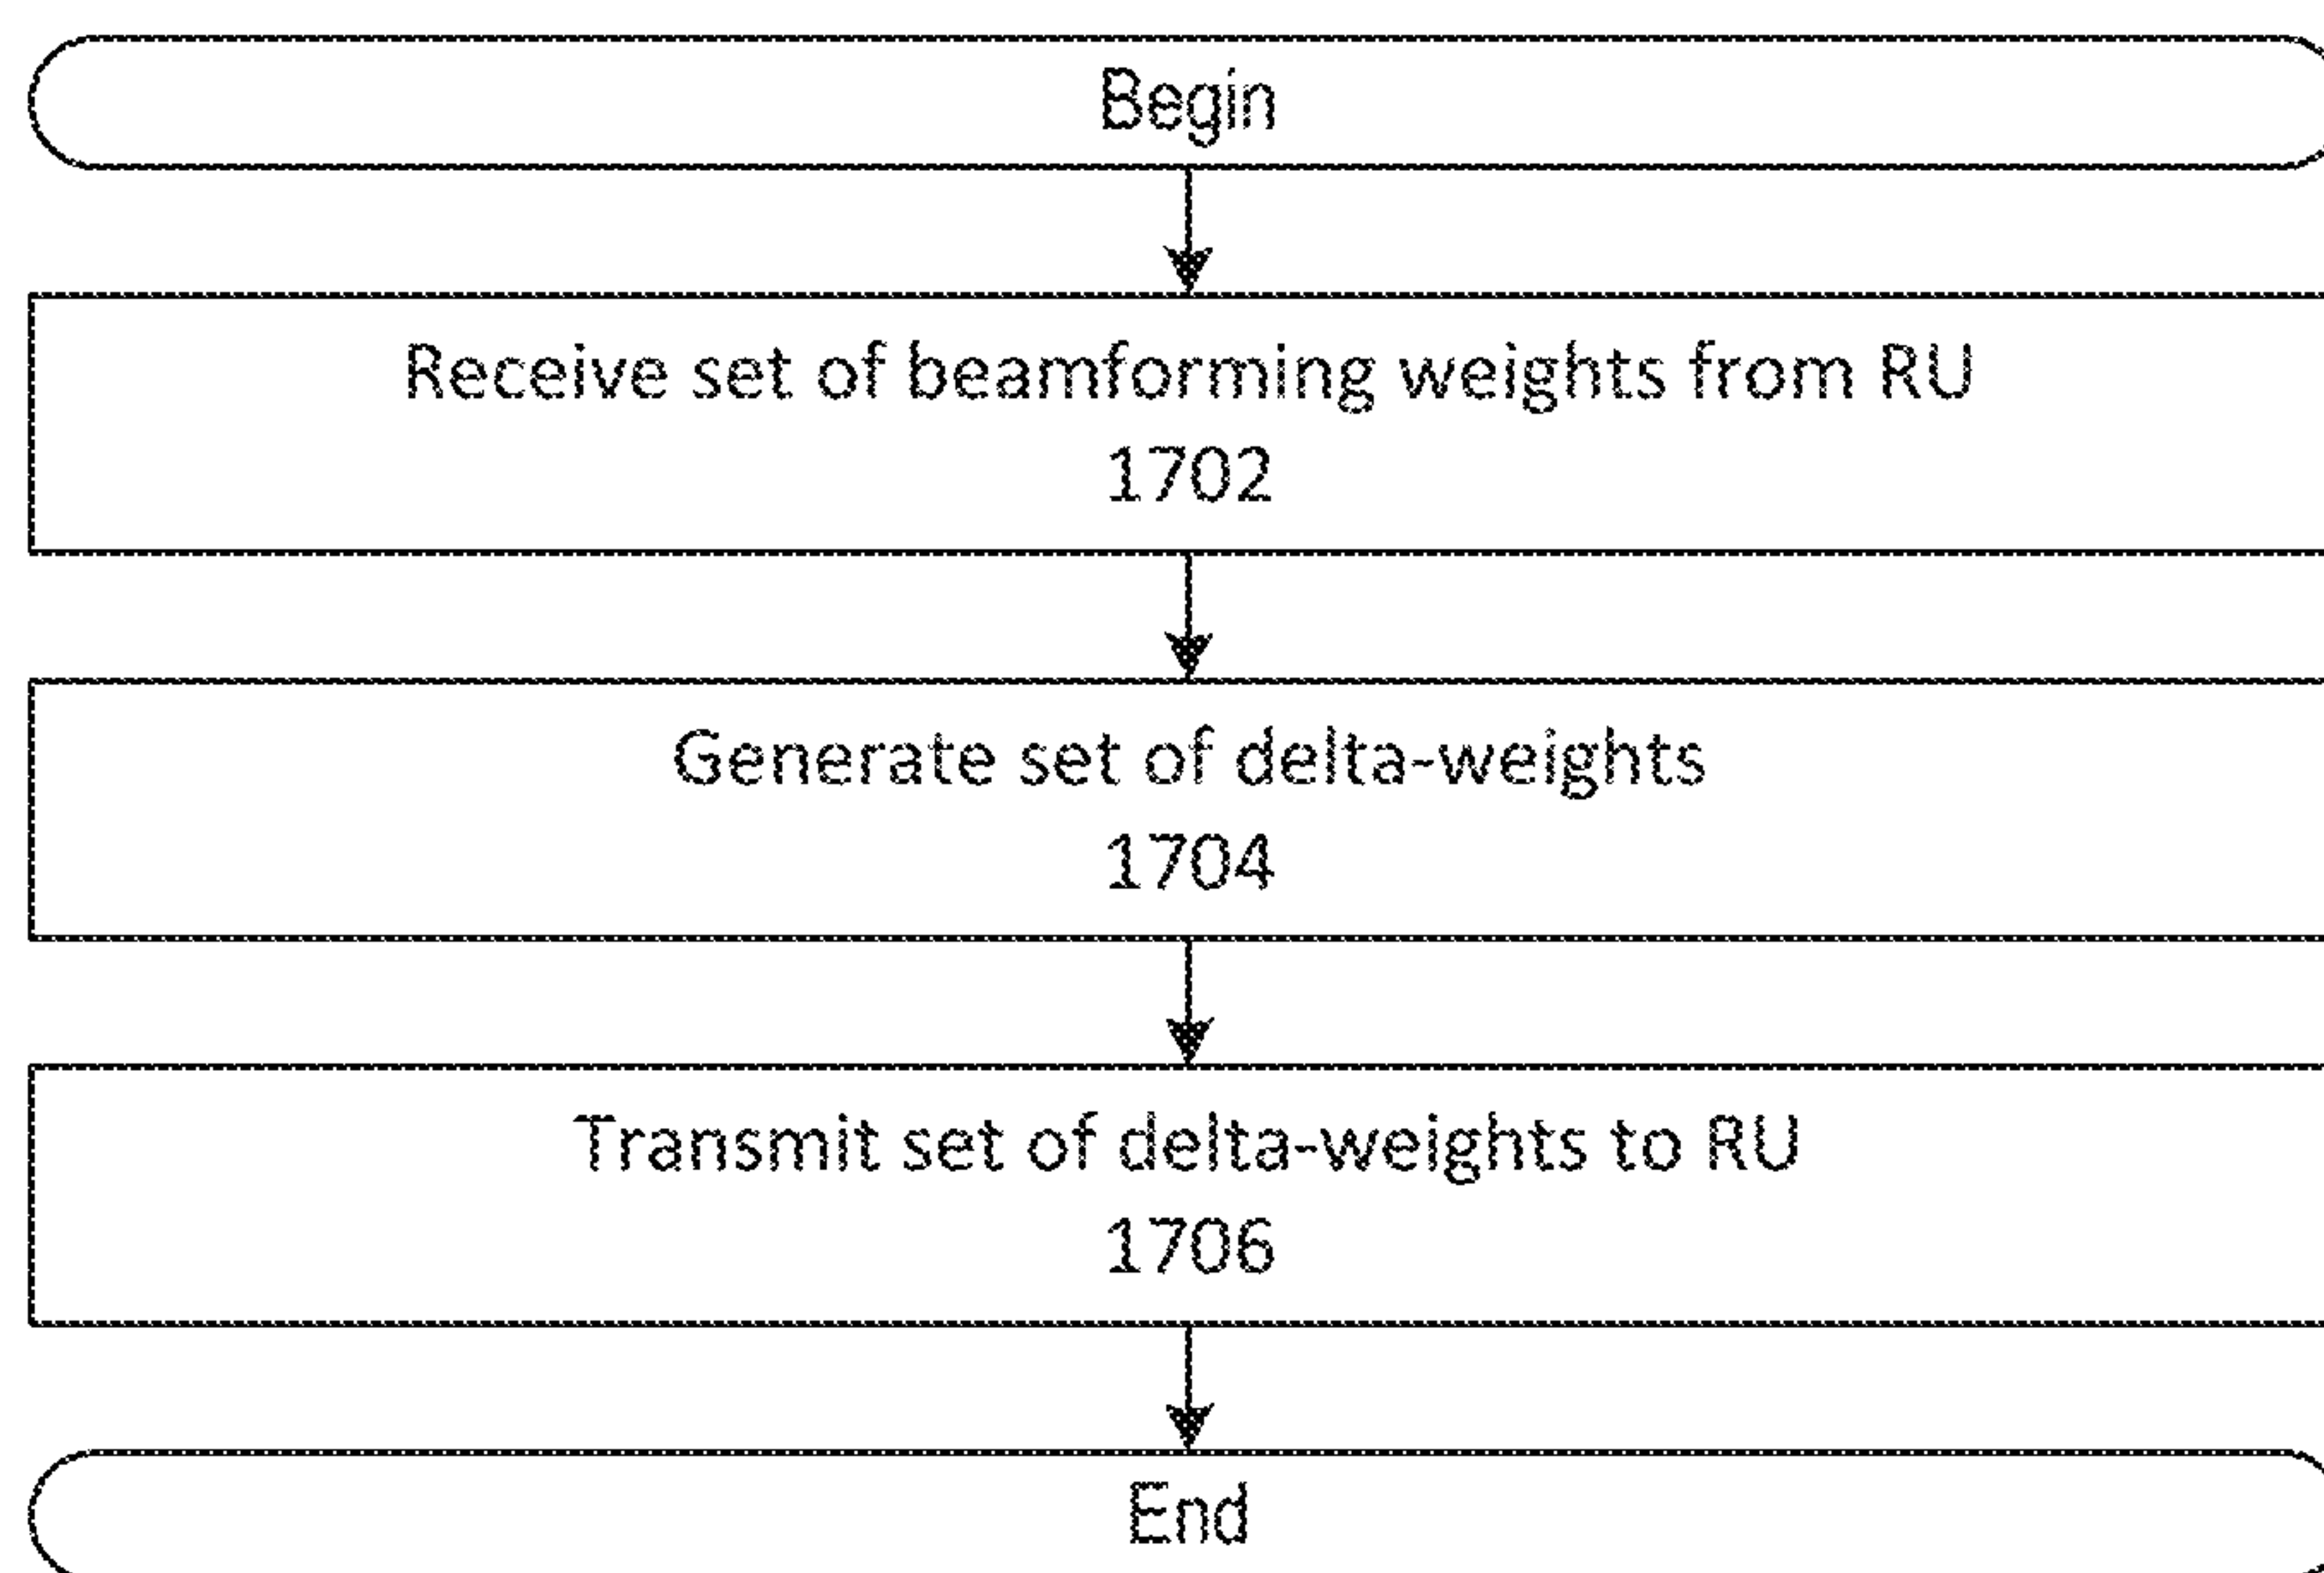 Begin
Receive set of beamforming weights from RU
1702
Generate set of delta-weights
1704
Transmit set of delta-weights to RU
1706
End